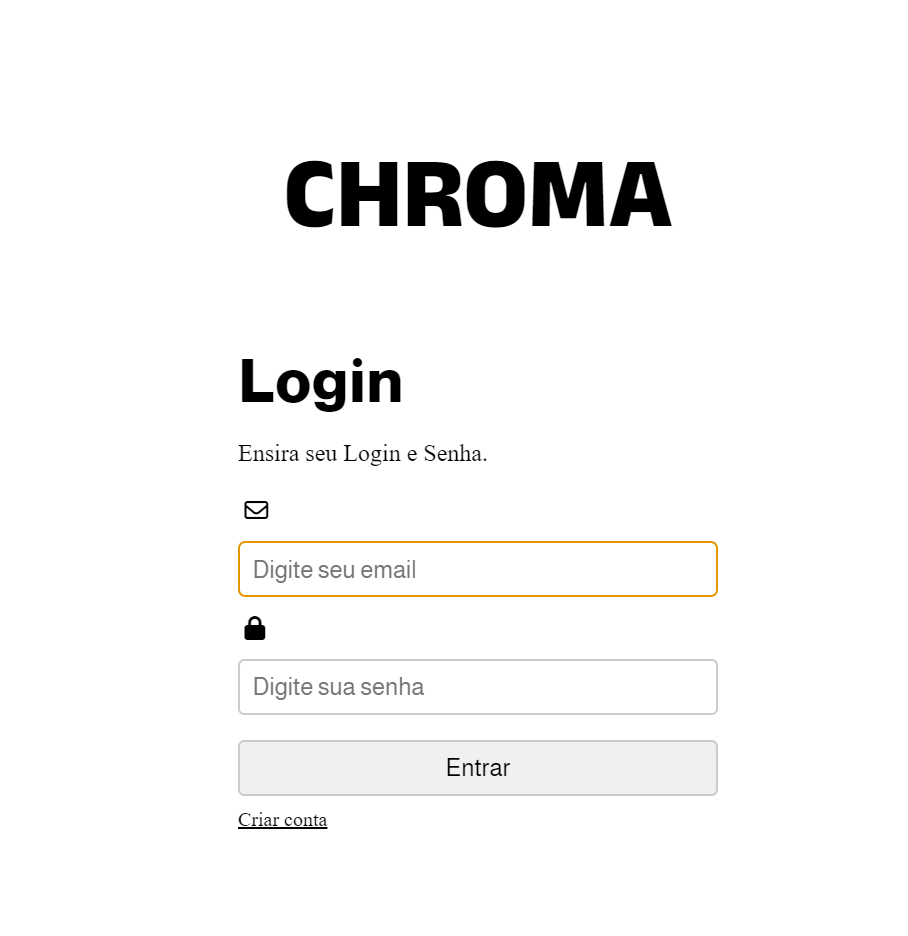 CHROMA
Login
Ensira seu Login e Senha.
Digite seu email
Digite sua senha
Entrar
Criar conta